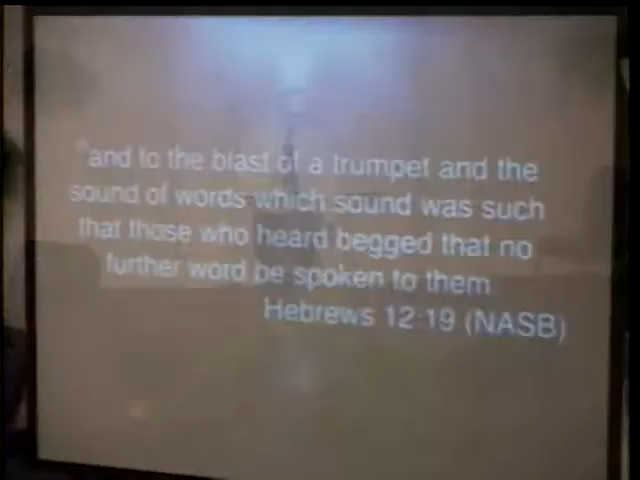 "and to the blast of a trumpet and the
sound of words which sound was such
that those who heard begged that no
further word be spoken to them
Hebrews 12:19 (NASB)